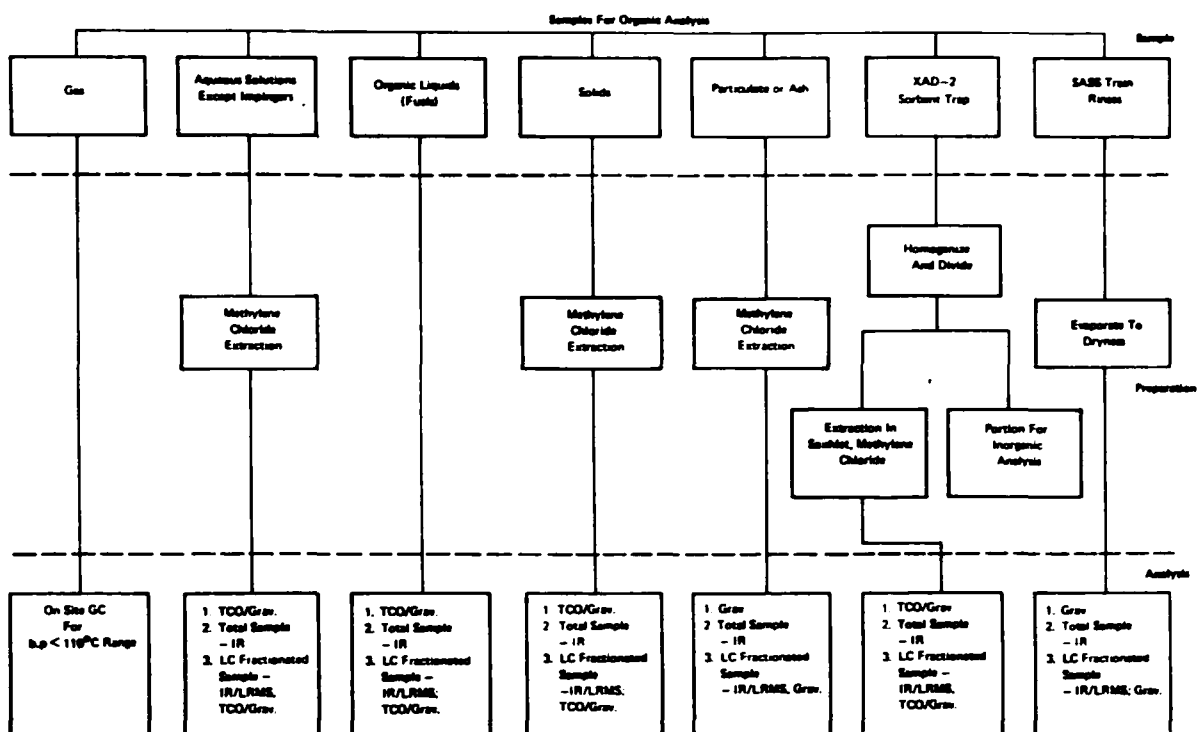 Samples For Organic Analysis
Sample
Gas
Aqueous Solutions
Except Impingers
Organic Liquids
(Fuels)
Solids
Particulate or Ash
XAD-2
Sorbent Trap
SASS Train
Rinses
Homogenize
And Divide
Methylene
Chloride
Extraction
Methylene
Chloride
Extraction
Methylene
Chloride
Extraction
Evaporate To
Dryness
Preparation
Extraction In
Soxhlet, Methylene
Chloride
Portion For
Inorganic
Analysis
Analysis
On Site GC
For
b.p < 110°C Range
1. TCO/Grav.
2. Total Sample
– IR
3. LC Fractionated
Sample –
IR/LRMS,
TCO/Grav.
1. TCO/Grav.
2. Total Sample
– IR
3. LC Fractionated
Sample –
IR/LRMS;
TCO/Grav.
1 TCO/Grav.
2 Total Sample
– IR
3. LC Fractionated
Sample
–IR/LRMS;
TCO/Grav.
1 Grav
2 Total Sample
– IR
3. LC Fractionated
Sample
– IR/LRMS, Grav.
1. TCO/Grav
2. Total Sample
– IR
3. LC Fractionated
Sample –
IR/LRMS,
TCO/Grav.
1. Grav
2. Total Sample
– IR
3. LC Fractionated
Sample
– IR/LRMS; Grav.